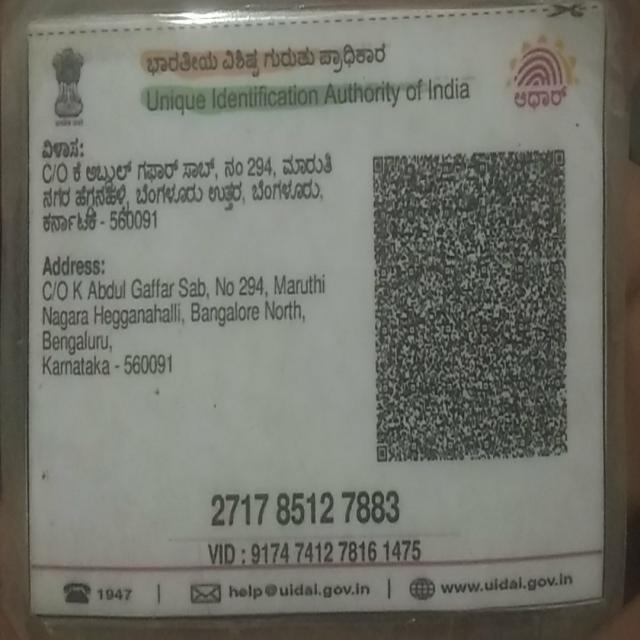 ಭಾರತೀಯ ವಿಶಿಷ್ಟ ಗುರುತು ಪ್ರಾಧಿಕಾರ
Unique Identification Authority of India
ಆಧಾರ್
ವಿಳಾಸ:
C/O ಕೆ ಅಬ್ದುಲ್ ಗಫಾರ್ ಸಾಬ್, ನಂ 294, ಮಾರುತಿ
ನಗರ ಹೆಗ್ಗನಹಳ್ಳಿ, ಬೆಂಗಳೂರು ಉತ್ತರ, ಬೆಂಗಳೂರು,
ಕರ್ನಾಟಕ - 560091
Address:
C/O K Abdul Gaffar Sab, No 294, Maruthi
Nagara Hegganahalli, Bangalore North,
Bengaluru,
Karnataka - 560091
2717 8512 7883
VID : 9174 7412 7816 1475
1947 | help@uidai.gov.in | www.uidai.gov.in